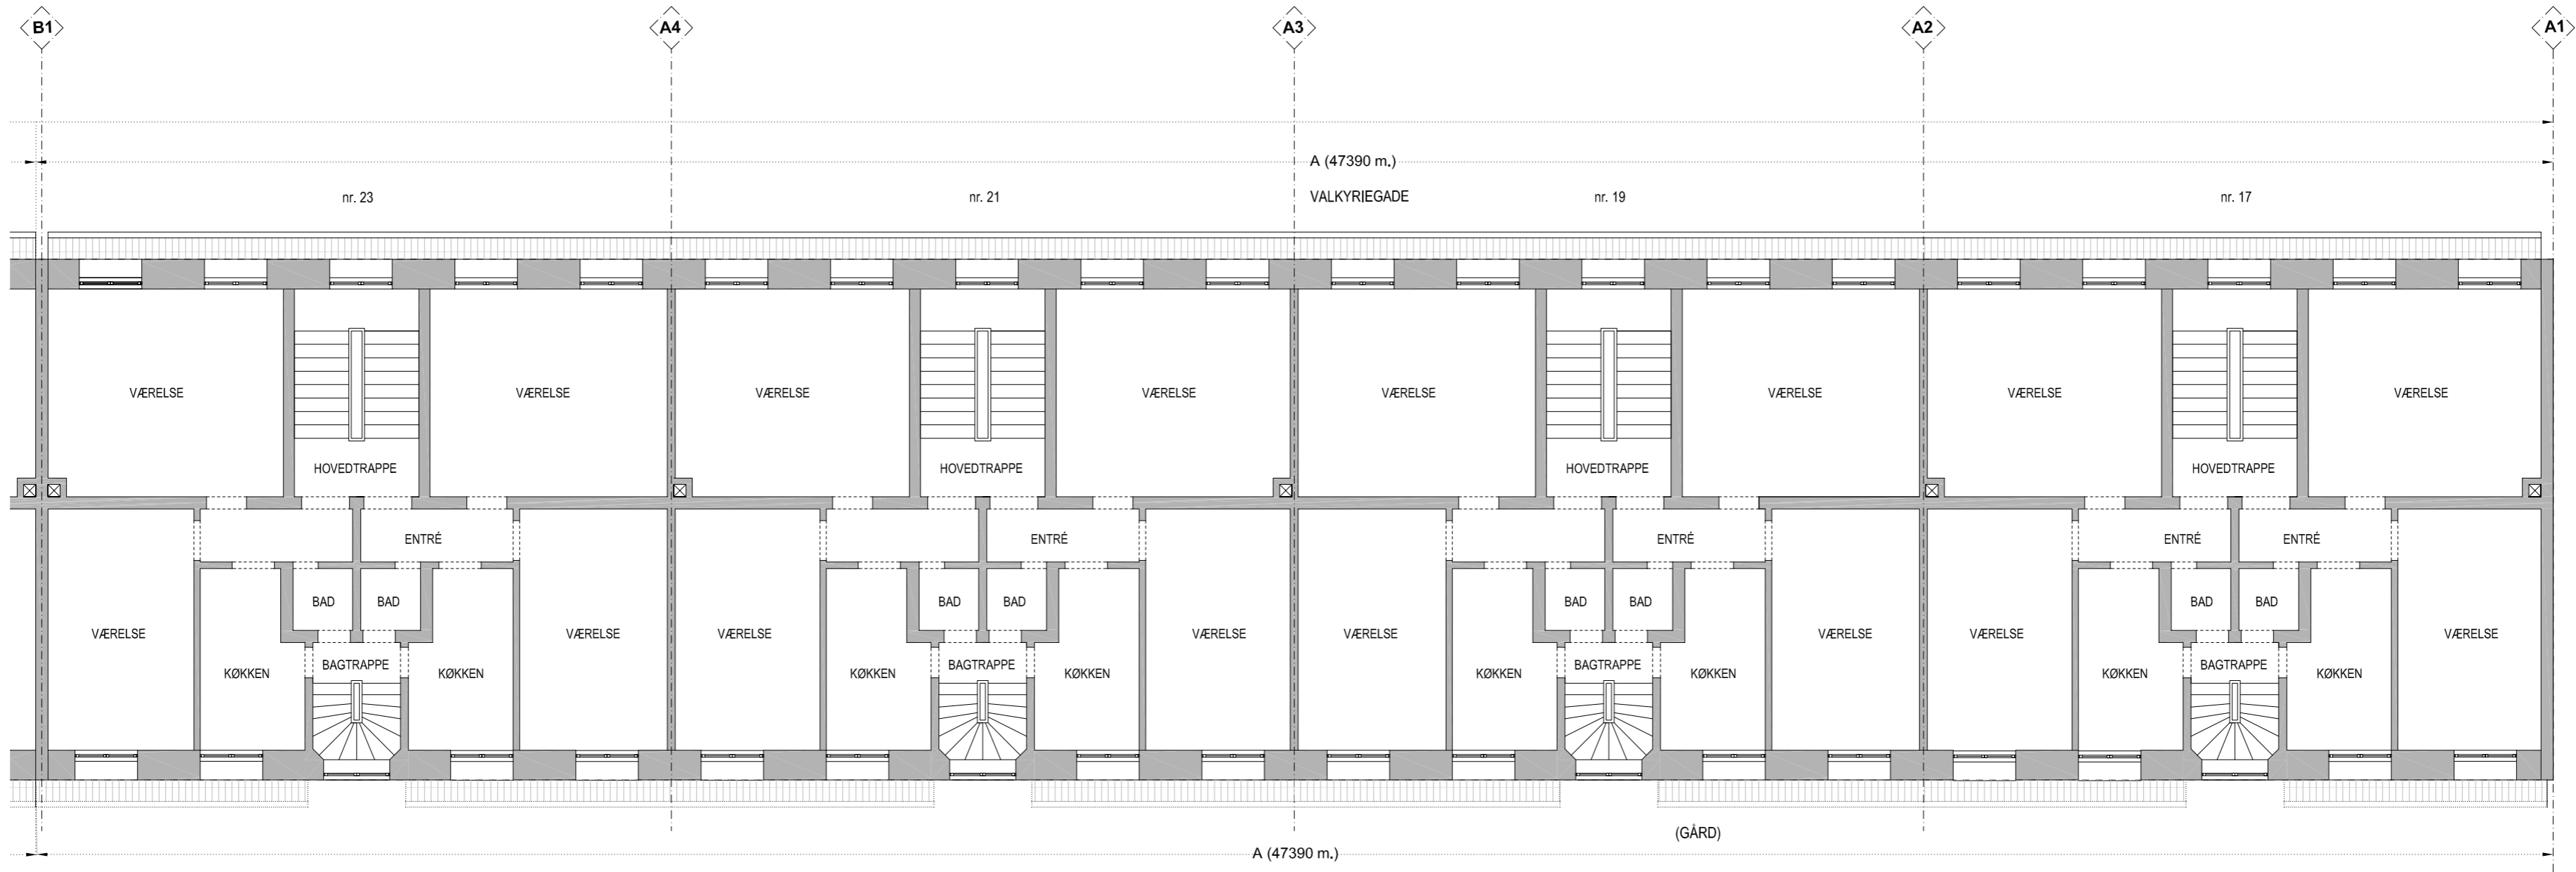 B1 A4 A3 A2 A1
A (47390 m.)
nr. 23 nr. 21 VALKYRIEGADE nr. 19 nr. 17
VÆRELSE VÆRELSE VÆRELSE VÆRELSE VÆRELSE VÆRELSE VÆRELSE VÆRELSE
HOVEDTRAPPE HOVEDTRAPPE HOVEDTRAPPE HOVEDTRAPPE
ENTRÉ ENTRÉ ENTRÉ ENTRÉ ENTRÉ
BAD BAD BAD BAD BAD BAD BAD BAD
VÆRELSE VÆRELSE VÆRELSE VÆRELSE VÆRELSE VÆRELSE VÆRELSE VÆRELSE
BAGTRAPPE BAGTRAPPE BAGTRAPPE BAGTRAPPE
KØKKEN KØKKEN KØKKEN KØKKEN KØKKEN KØKKEN KØKKEN KØKKEN
(GÅRD)
A (47390 m.)